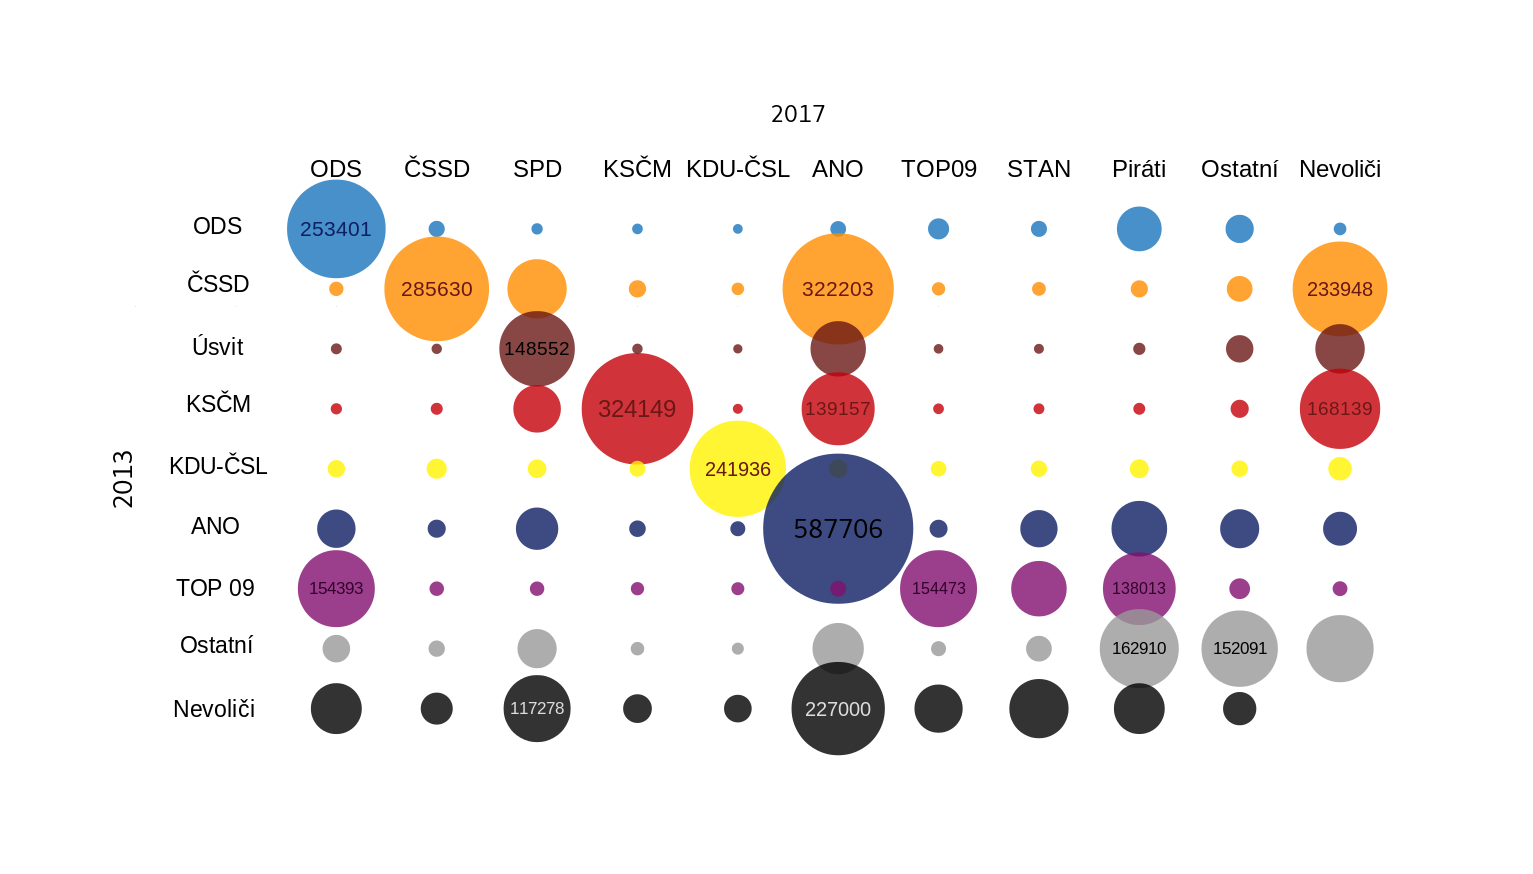 2017
ODS ČSSD SPD KSČM KDU-ČSL ANO TOP09 STAN Piráti Ostatní Nevoliči
2013
ODS 253401
ČSSD 285630 322203 233948
Úsvit 148552
KSČM 324149 139157 168139
KDU-ČSL 241936
ANO 587706
TOP 09 154393 154473 138013
Ostatní 162910 152091
Nevoliči 117278 227000